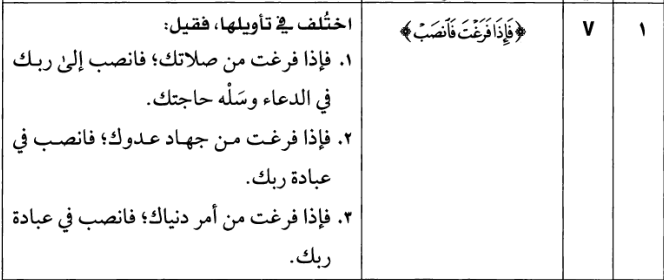 ١
٧
﴿فَإِذَا فَرَغْتَ فَٱنصَبْ﴾
اختُلف في تأويلها، فقيل:
١. فإذا فرغت من صلاتك؛ فانصب إلىٰ ربك
في الدعاء وسَلْه حاجتك.
٢. فإذا فرغت من جهاد عدوك؛ فانصب في
عبادة ربك.
٣. فإذا فرغت من أمر دنياك؛ فانصب في عبادة
ربك.